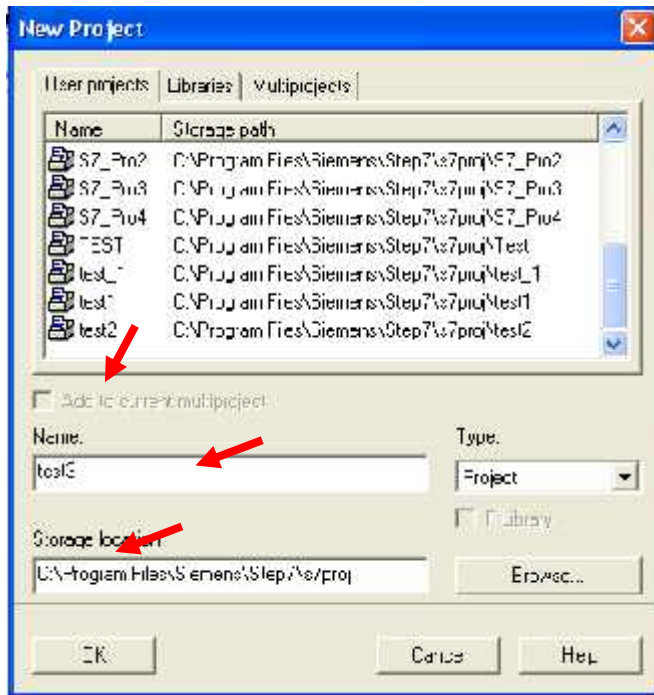 New Project
User projects Libraries Multiprojects
Name Storage path
S7_Pro2 C:\Program Files\Siemens\Step7\s7proj\S7_Pro2
S7_Pro3 C:\Program Files\Siemens\Step7\s7proj\S7_Pro3
S7_Pro4 C:\Program Files\Siemens\Step7\s7proj\S7_Pro4
TEST C:\Program Files\Siemens\Step7\s7proj\Test
test_1 C:\Program Files\Siemens\Step7\s7proj\test_1
test1 C:\Program Files\Siemens\Step7\s7proj\test1
test2 C:\Program Files\Siemens\Step7\s7proj\test2
Add to current multiproject
Name: Type:
test3 Project
F Library
Storage location
C:\Program Files\Siemens\Step7\s7proj Browse...
OK Cancel Help